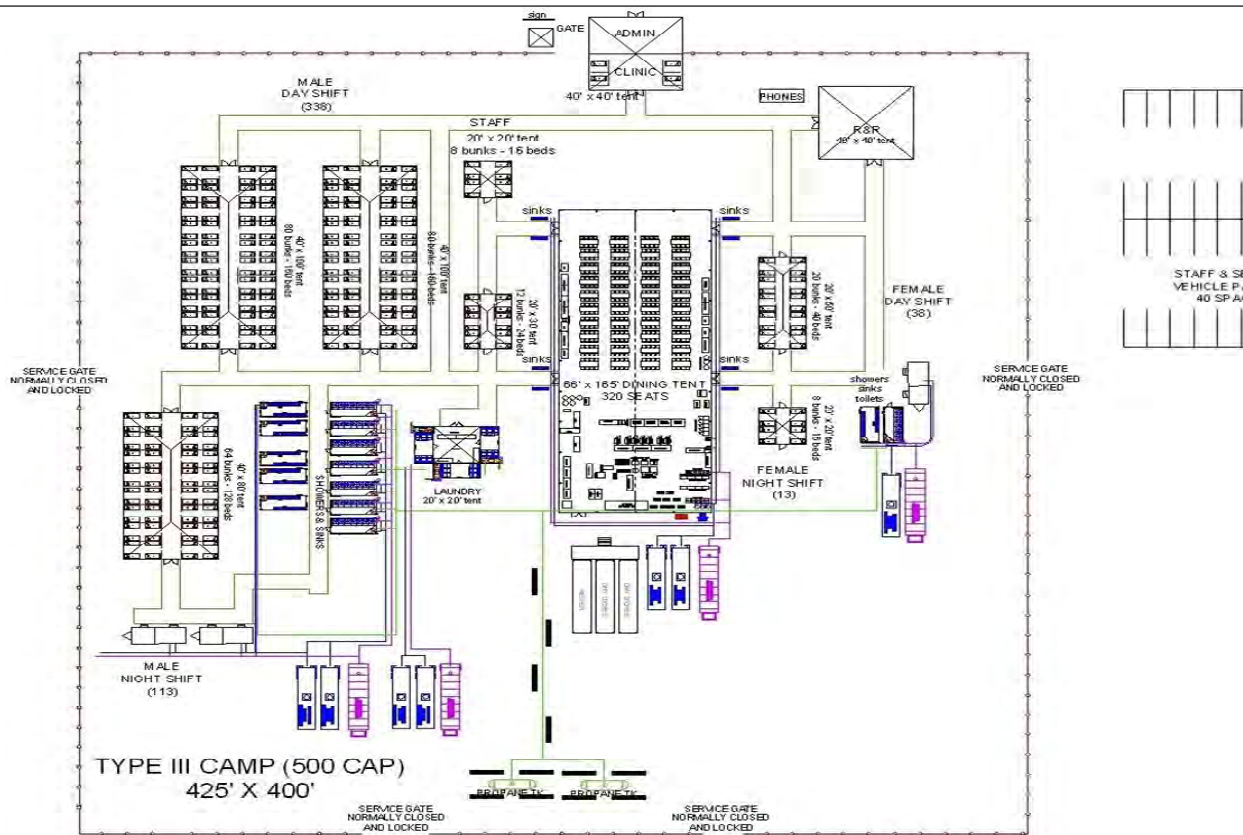 sign
GATE
ADMIN
CLINIC
40' x 40' tent
MALE
DAY SHIFT
(338)
PHONES
R&R
40' x 40' tent
STAFF
20' x 20' tent
8 bunks - 16 beds
sinks
sinks
40' x 100' tent
80 bunks - 160 beds
40' x 100' tent
80 bunks - 160 beds
20' x 30' tent
12 bunks - 24 beds
20' x 60' tent
20 bunks - 40 beds
FEMALE
DAY SHIFT
(38)
STAFF & SE
VEHICLE PA
40 SPAC
sinks
sinks
SERVICE GATE
NORMALLY CLOSED
AND LOCKED
66' x 165' DINING TENT
320 SEATS
showers
sinks
toilets
SERVICE GATE
NORMALLY CLOSED
AND LOCKED
40' x 80' tent
64 bunks - 128 beds
SHOWERS & SINKS
20' x 20' tent
8 bunks - 16 beds
LAUNDRY
20' x 20' tent
FEMALE
NIGHT SHIFT
(13)
MALE
NIGHT SHIFT
(113)
TYPE III CAMP (500 CAP)
425' X 400'
PROPANE TK
PROPANE TK
SERVICE GATE
NORMALLY CLOSED
AND LOCKED
SERVICE GATE
NORMALLY CLOSED
AND LOCKED